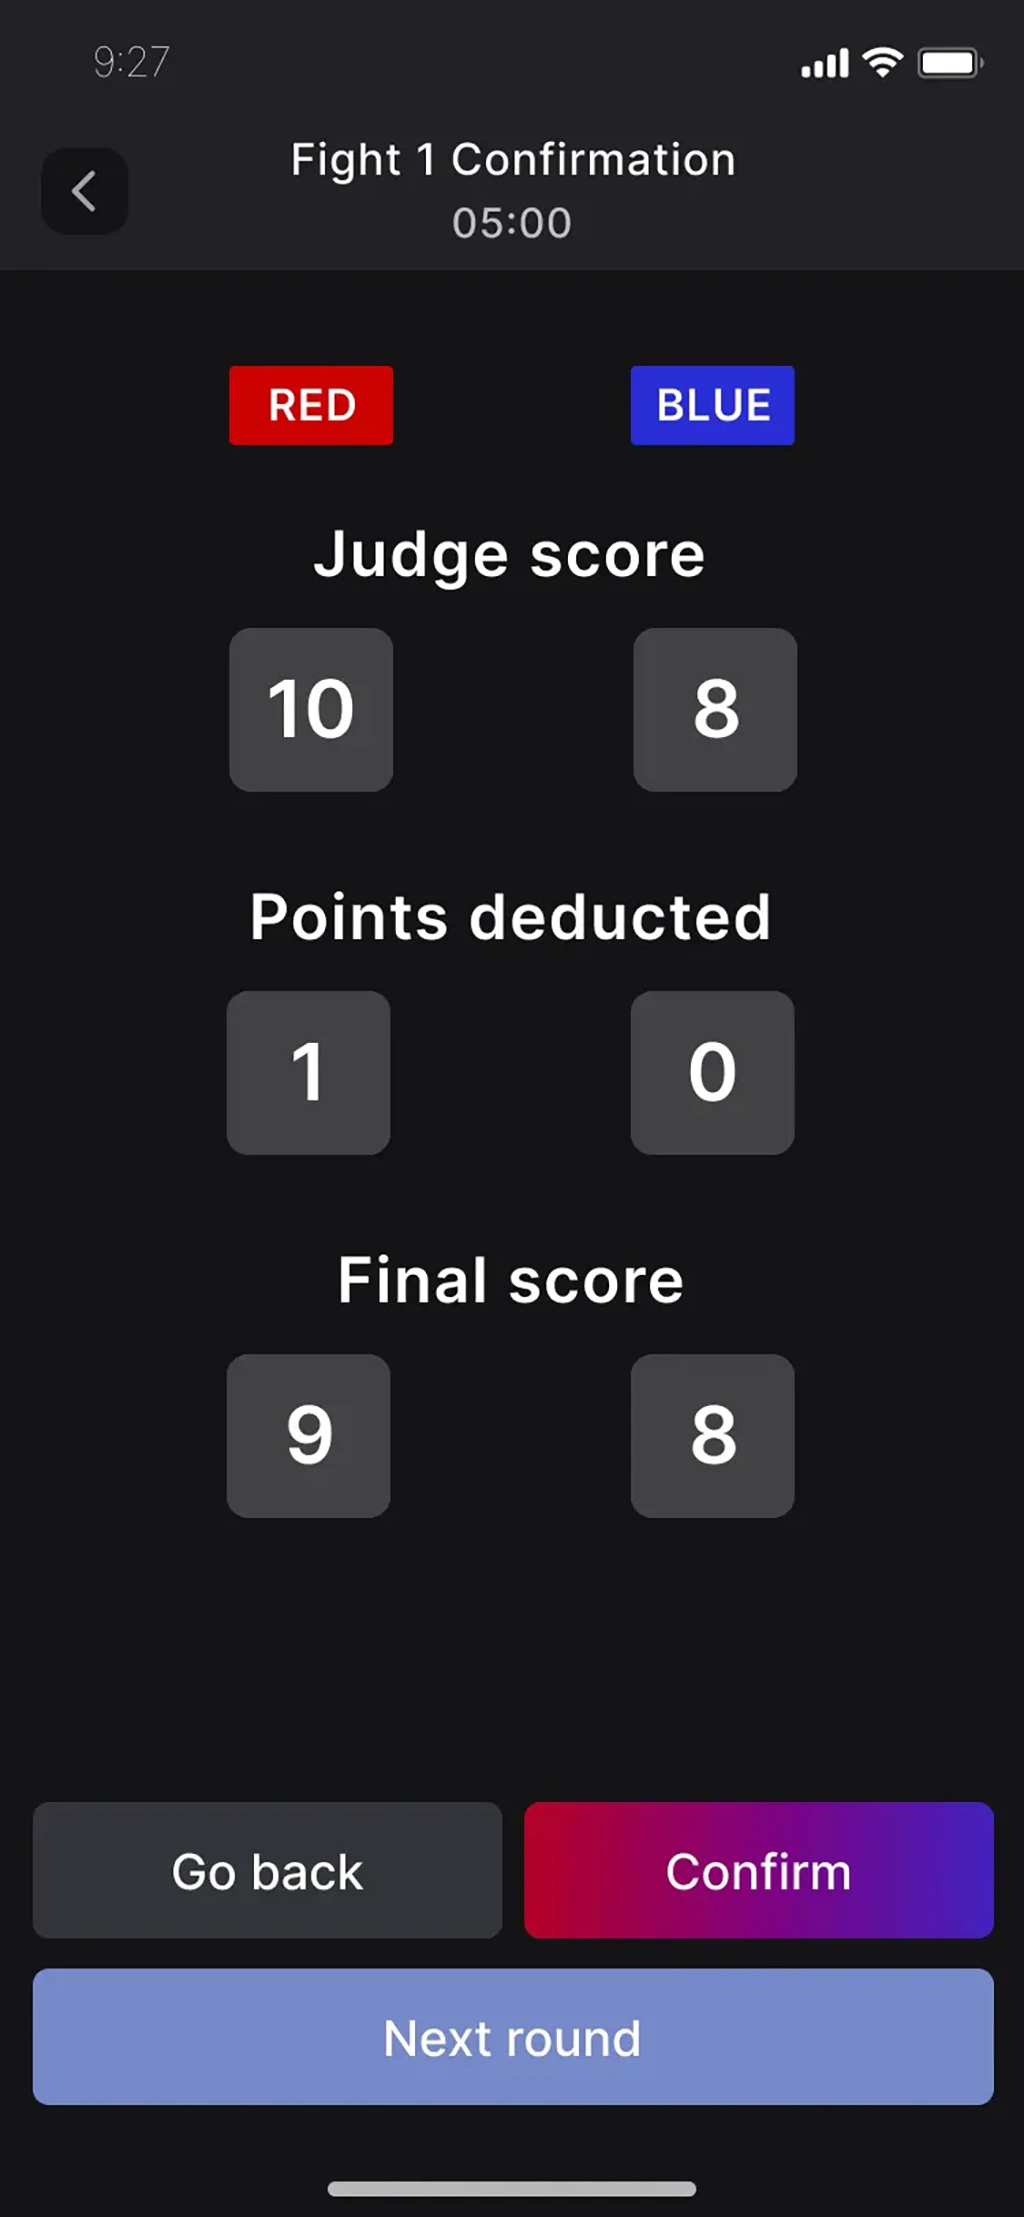 9:27
Fight 1 Confirmation
05:00
RED BLUE
Judge score
10 8
Points deducted
1 0
Final score
9 8
Go back Confirm
Next round